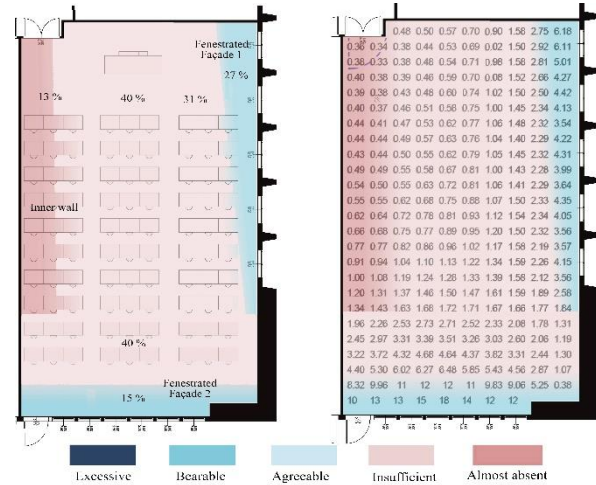 Fenestrated
Façade 1
27 %
13 %
40 %
31 %
Inner wall
40 %
Fenestrated
Façade 2
15 %
0.48 0.50 0.57 0.70 0.90 1.58 2.75 6.18
0.36 0.34 0.38 0.44 0.53 0.69 0.02 1.50 2.92 6.11
0.38 0.33 0.38 0.48 0.54 0.71 0.98 1.58 2.81 5.01
0.40 0.38 0.39 0.46 0.59 0.70 0.08 1.52 2.66 4.27
0.39 0.38 0.43 0.48 0.60 0.74 1.02 1.50 2.50 4.42
0.40 0.37 0.46 0.51 0.56 0.75 1.00 1.45 2.34 4.13
0.44 0.41 0.47 0.53 0.62 0.77 1.06 1.48 2.32 3.54
0.44 0.44 0.49 0.57 0.63 0.76 1.04 1.40 2.29 4.22
0.43 0.44 0.50 0.55 0.62 0.79 1.05 1.45 2.32 4.31
0.49 0.49 0.55 0.58 0.67 0.81 1.00 1.43 2.28 3.99
0.54 0.50 0.55 0.63 0.72 0.81 1.06 1.41 2.29 3.64
0.55 0.55 0.62 0.68 0.75 0.88 1.07 1.50 2.33 4.35
0.62 0.64 0.72 0.78 0.81 0.93 1.12 1.54 2.34 4.05
0.66 0.68 0.75 0.77 0.89 0.95 1.20 1.50 2.32 3.56
0.77 0.77 0.82 0.86 0.96 1.02 1.17 1.58 2.19 3.57
0.91 0.94 1.04 1.10 1.13 1.22 1.34 1.59 2.26 4.15
1.00 1.08 1.19 1.24 1.28 1.33 1.39 1.58 2.12 3.56
1.20 1.31 1.37 1.46 1.50 1.47 1.61 1.59 1.89 2.58
1.34 1.43 1.63 1.66 1.72 1.71 1.67 1.66 1.77 1.84
1.96 2.26 2.53 2.73 2.71 2.52 2.33 2.08 1.78 1.31
2.45 2.97 3.31 3.39 3.51 3.26 3.03 2.60 2.06 1.19
3.22 3.72 4.32 4.68 4.64 4.37 3.82 3.31 2.44 1.30
4.40 5.30 6.02 6.27 6.48 5.85 5.43 4.56 2.87 1.07
8.32 9.96 11 12 12 11 9.83 9.06 5.25 0.38
10 13 13 15 18 14 12 12
Excessive Bearable Agreeable Insufficient Almost absent